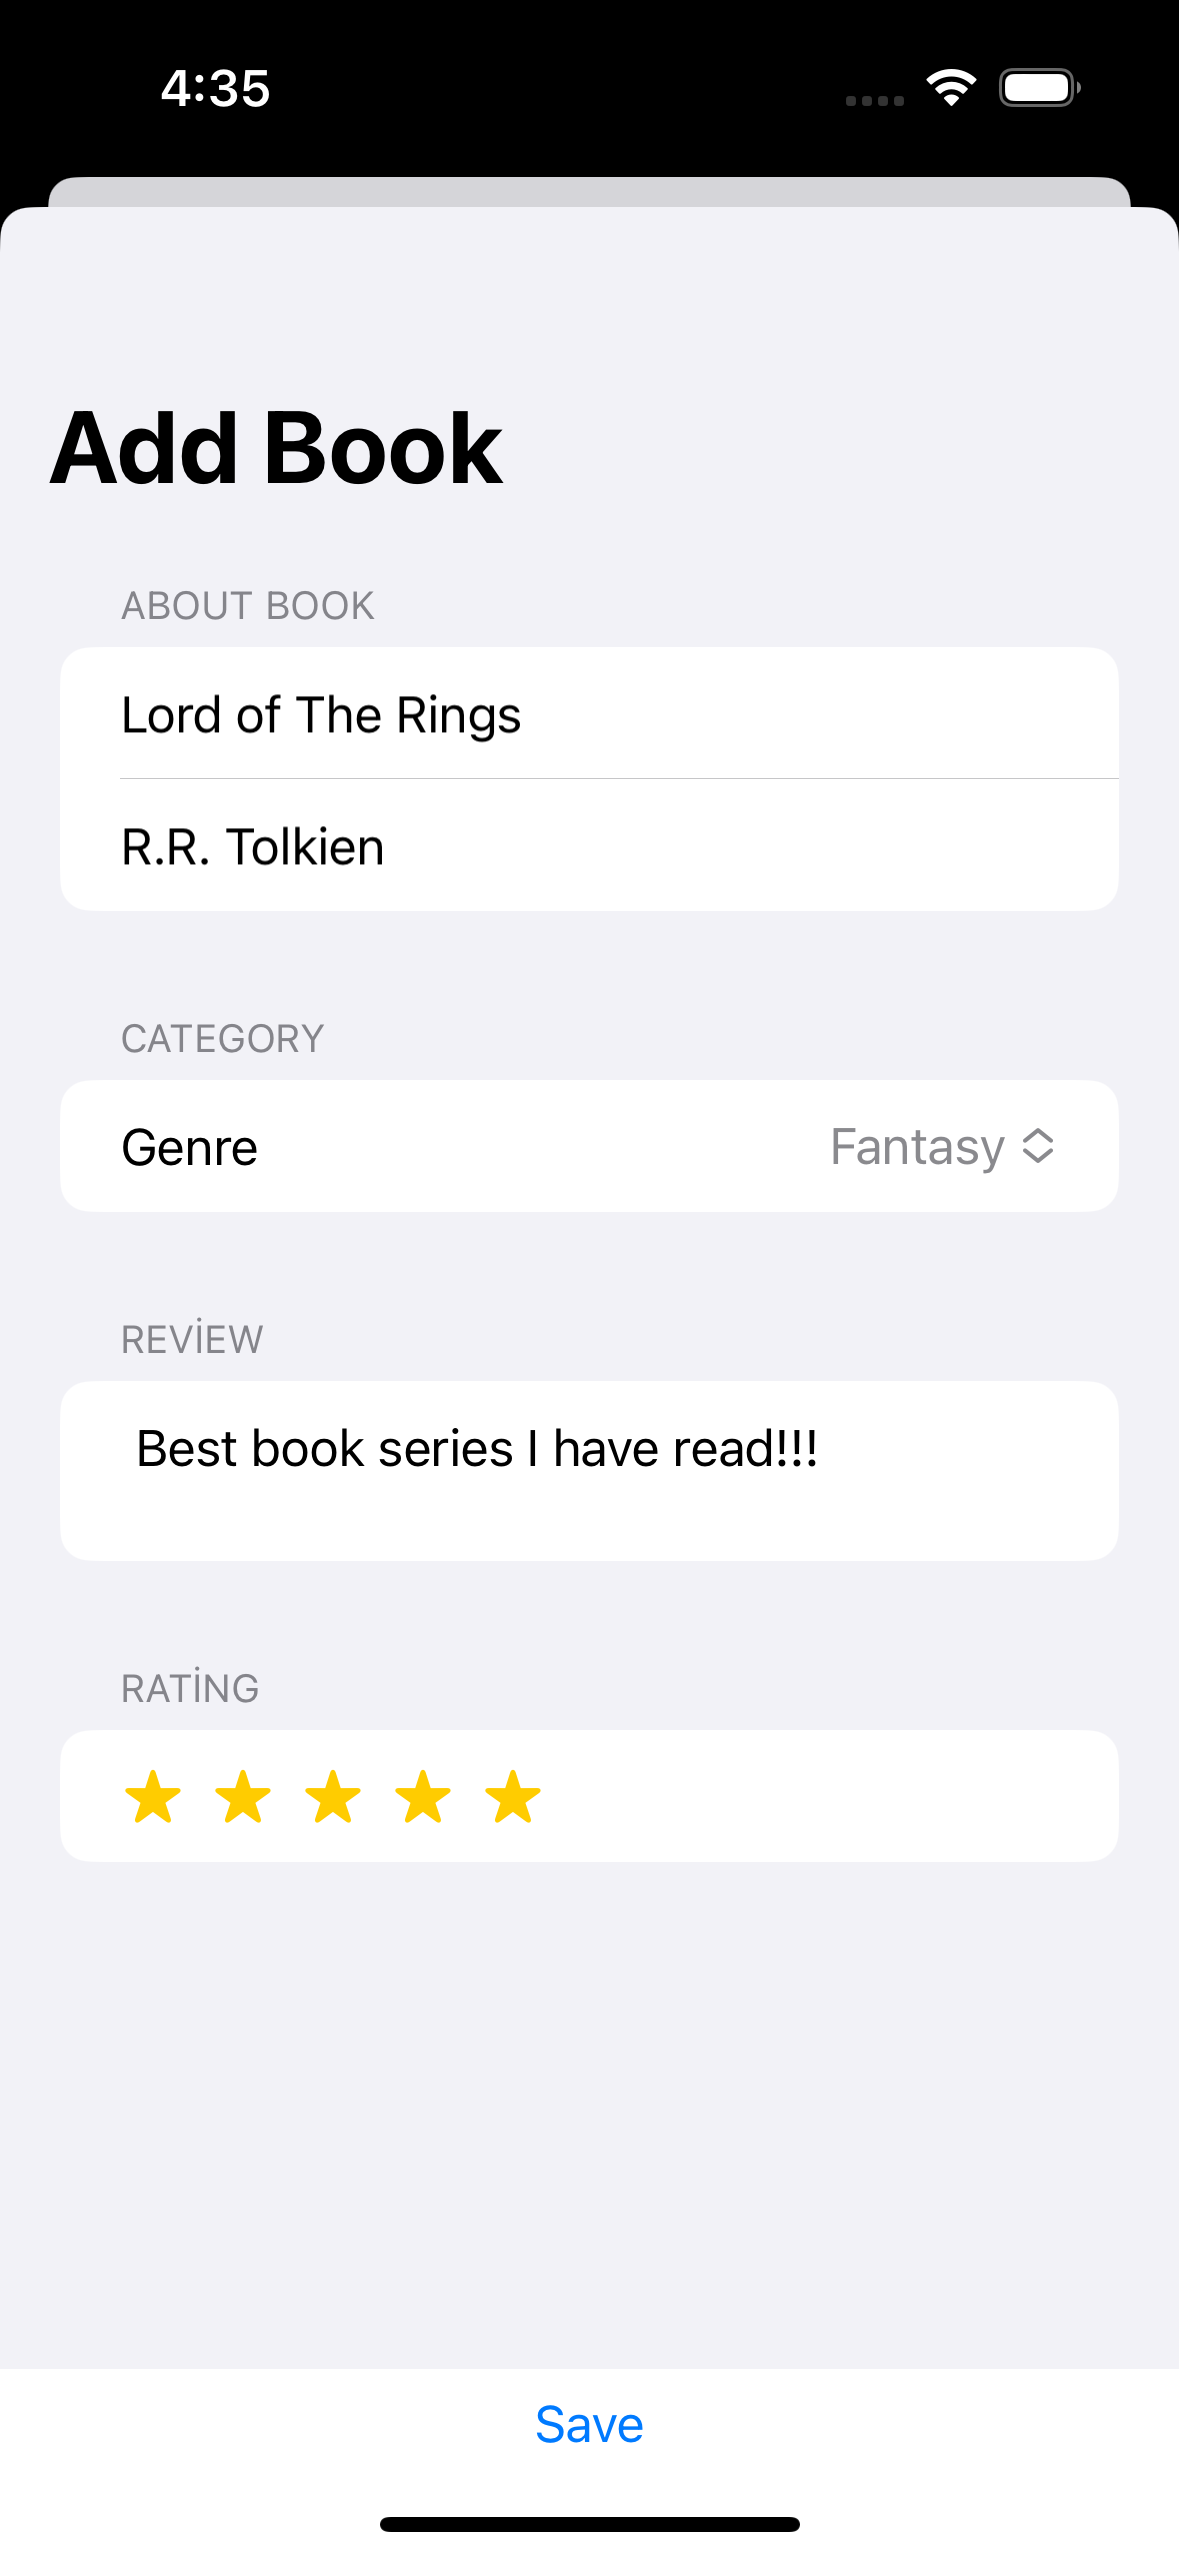 4:35
Add Book
ABOUT BOOK
Lord of The Rings
R.R. Tolkien
CATEGORY
Genre Fantasy
REVİEW
Best book series I have read!!!
RATİNG
Save